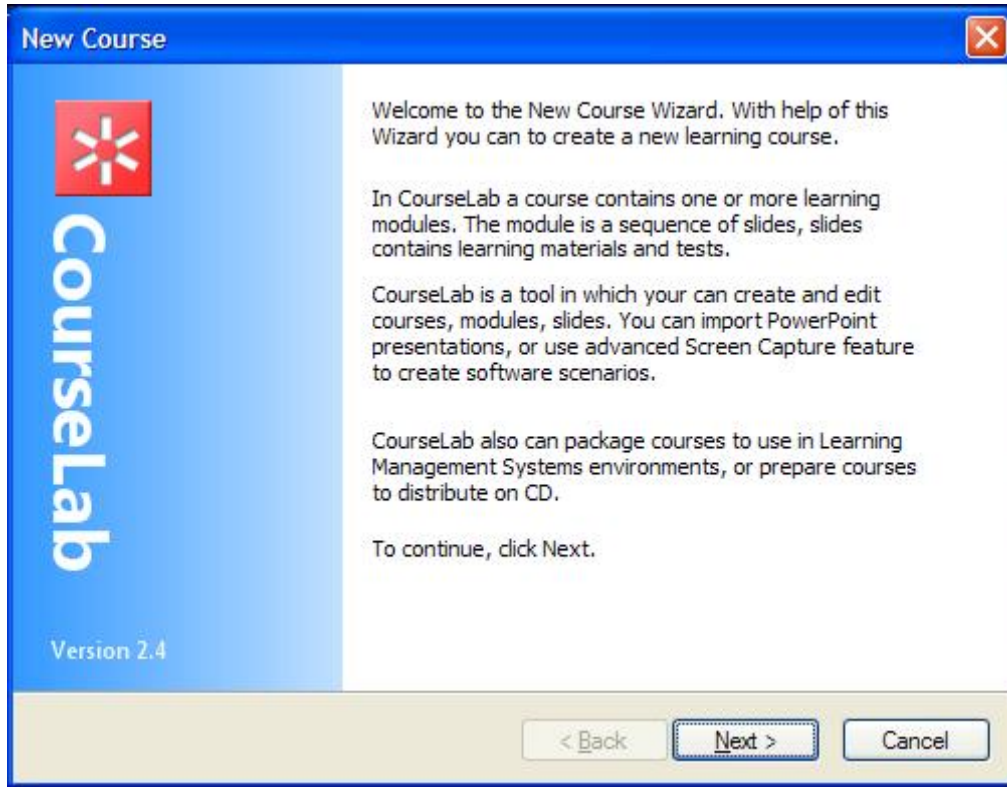 New Course
Welcome to the New Course Wizard. With help of this
Wizard you can to create a new learning course.
In CourseLab a course contains one or more learning
modules. The module is a sequence of slides, slides
contains learning materials and tests.
CourseLab is a tool in which your can create and edit
courses, modules, slides. You can import PowerPoint
presentations, or use advanced Screen Capture feature
to create software scenarios.
CourseLab also can package courses to use in Learning
Management Systems environments, or prepare courses
to distribute on CD.
To continue, click Next.
CourseLab
Version 2.4
< Back
Next >
Cancel